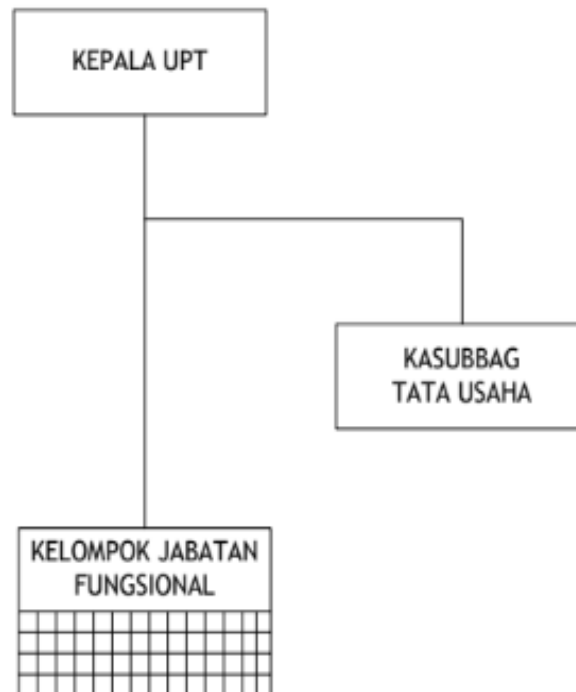 KEPALA UPT
KASUBBAG
TATA USAHA
KELOMPOK JABATAN
FUNGSIONAL